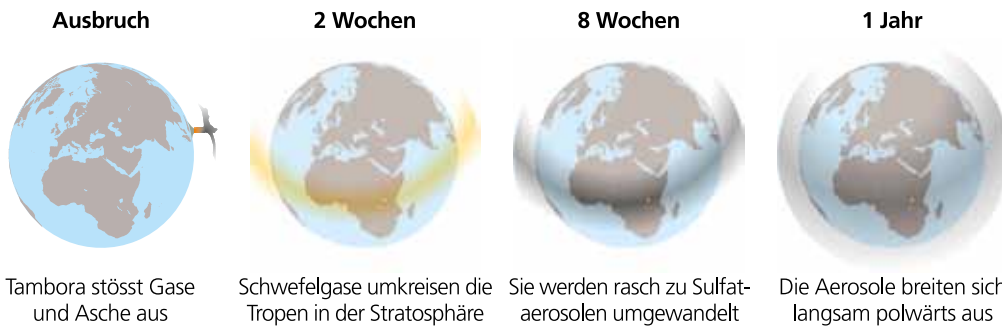 Ausbruch
2 Wochen
8 Wochen
1 Jahr
Tambora stösst Gase
und Asche aus
Schwefelgase umkreisen die
Tropen in der Stratosphäre
Sie werden rasch zu Sulfat-
aerosolen umgewandelt
Die Aerosole breiten sich
langsam polwärts aus